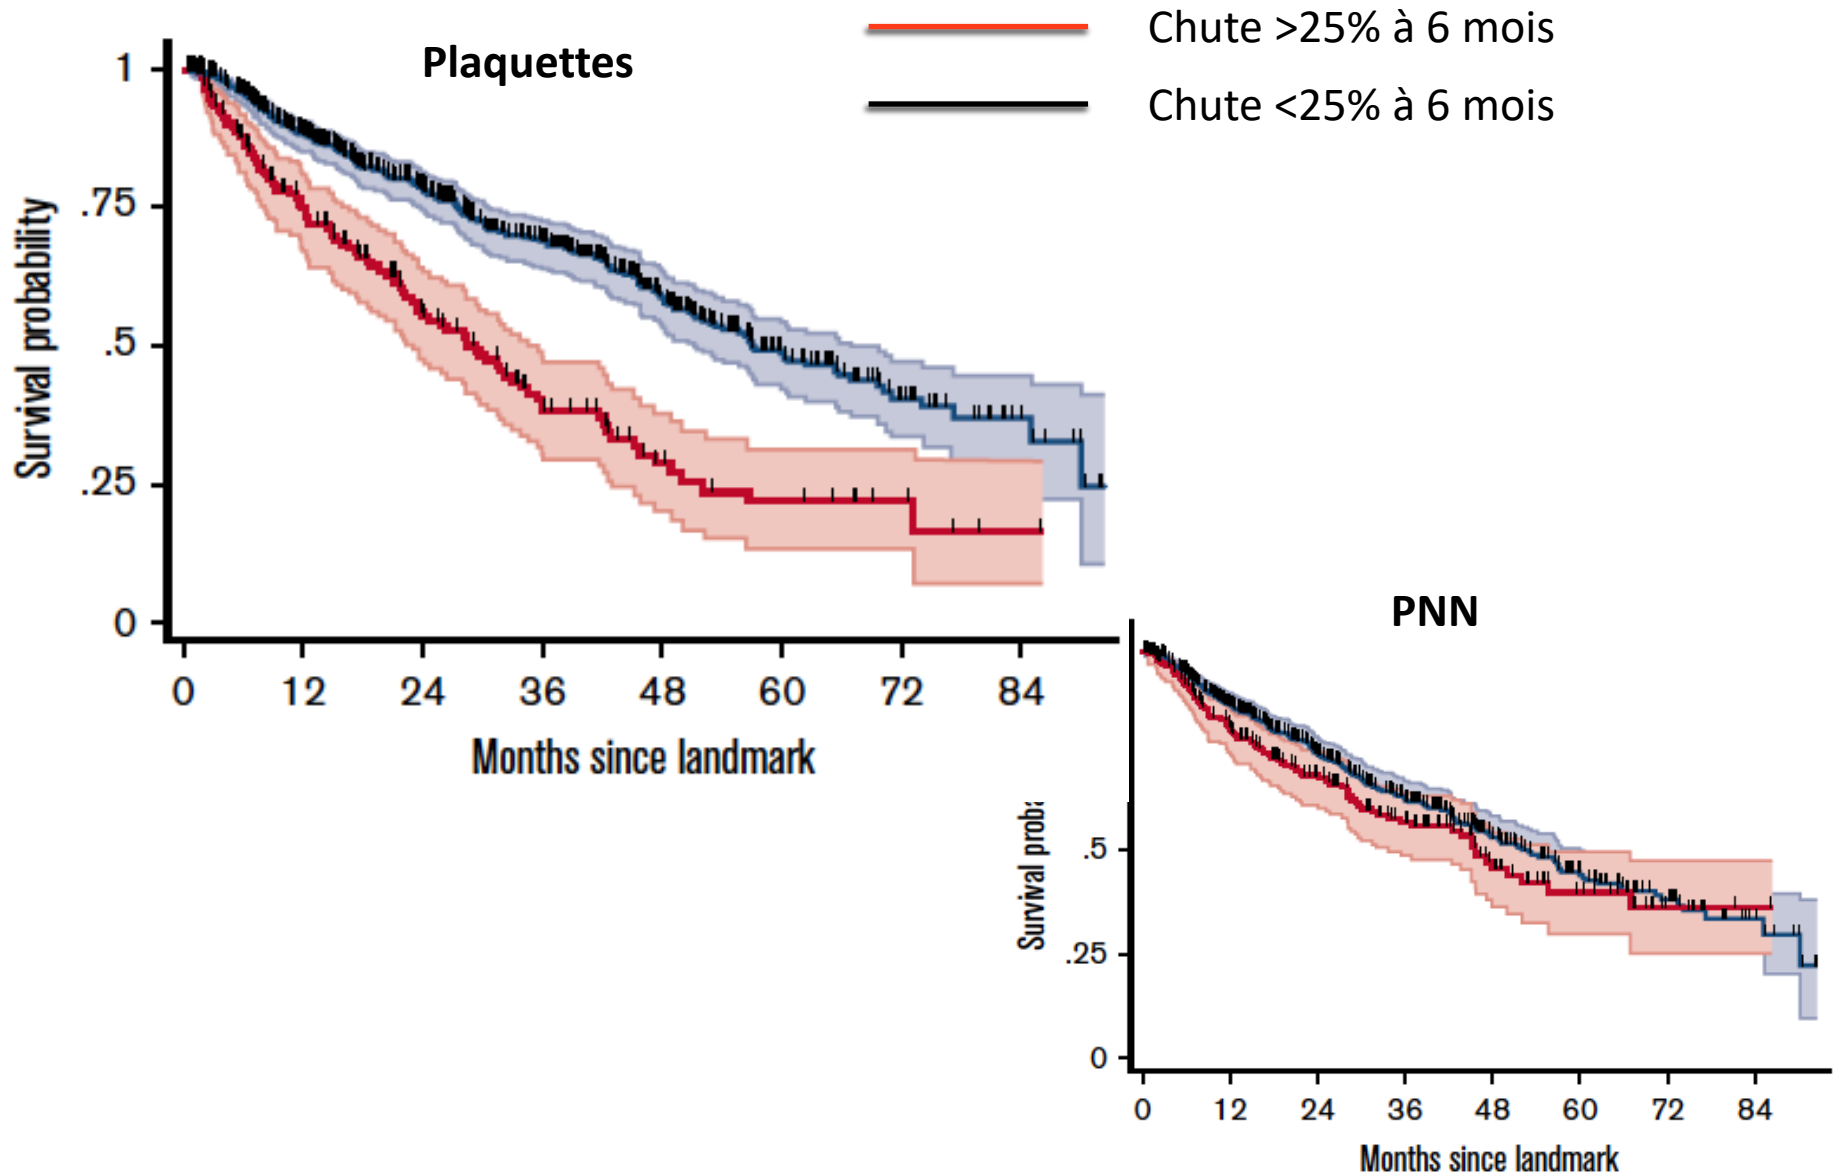 Chute >25% à 6 mois
Chute <25% à 6 mois
Plaquettes
Survival probability
1
.75
.5
.25
0
0 12 24 36 48 60 72 84
Months since landmark
PNN
Survival proba
.5
.25
0
0 12 24 36 48 60 72 84
Months since landmark